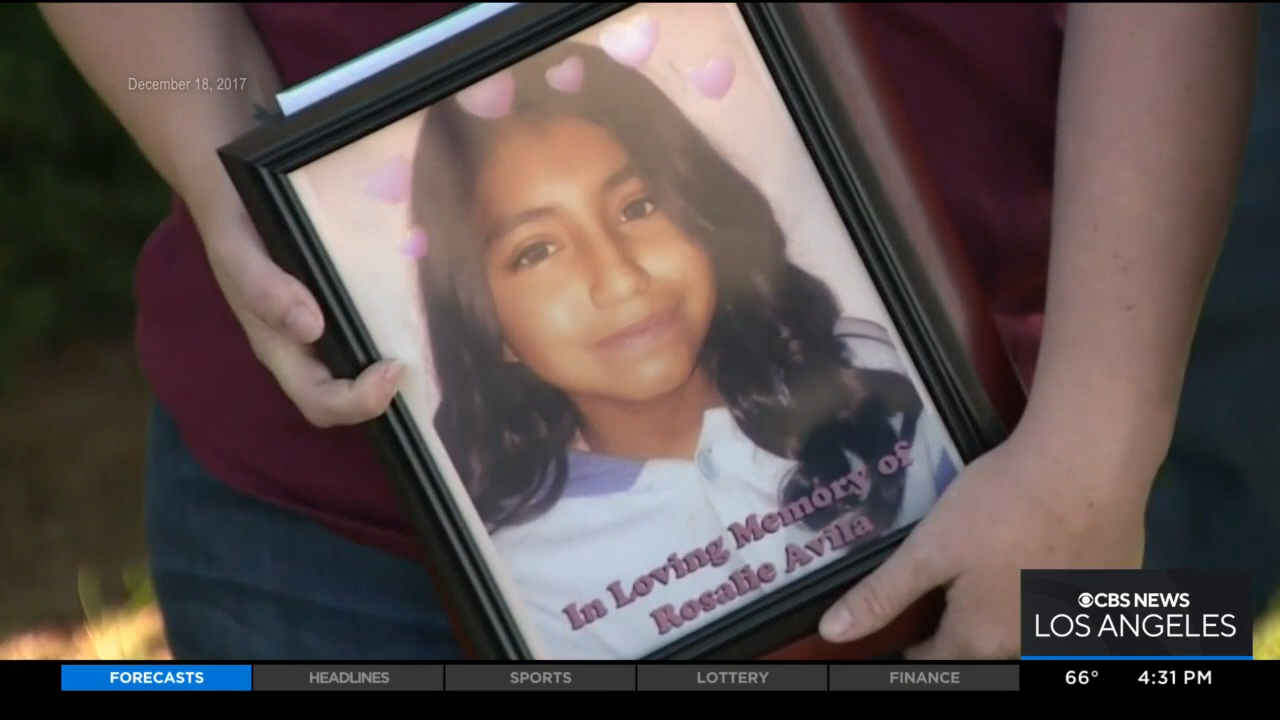 December 18, 2017
In Loving Memory of
Rosalie Avila
CBS NEWS
LOS ANGELES
FORECASTS
HEADLINES
SPORTS
LOTTERY
FINANCE
66°
4:31 PM